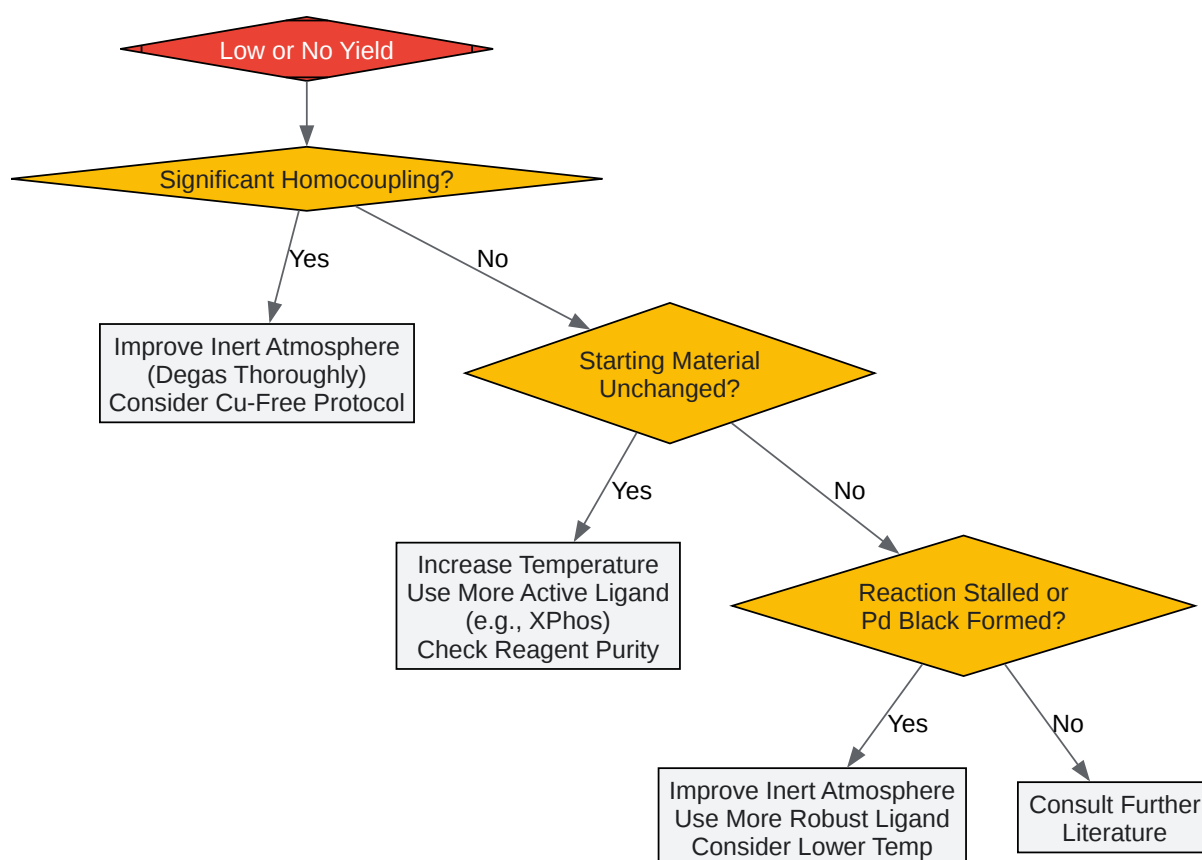 Low or No Yield
Significant Homocoupling?
Yes
No
Improve Inert Atmosphere
(Degas Thoroughly)
Consider Cu-Free Protocol
Starting Material
Unchanged?
Yes
No
Increase Temperature
Use More Active Ligand
(e.g., XPhos)
Check Reagent Purity
Reaction Stalled or
Pd Black Formed?
Yes
No
Improve Inert Atmosphere
Use More Robust Ligand
Consider Lower Temp
Consult Further
Literature